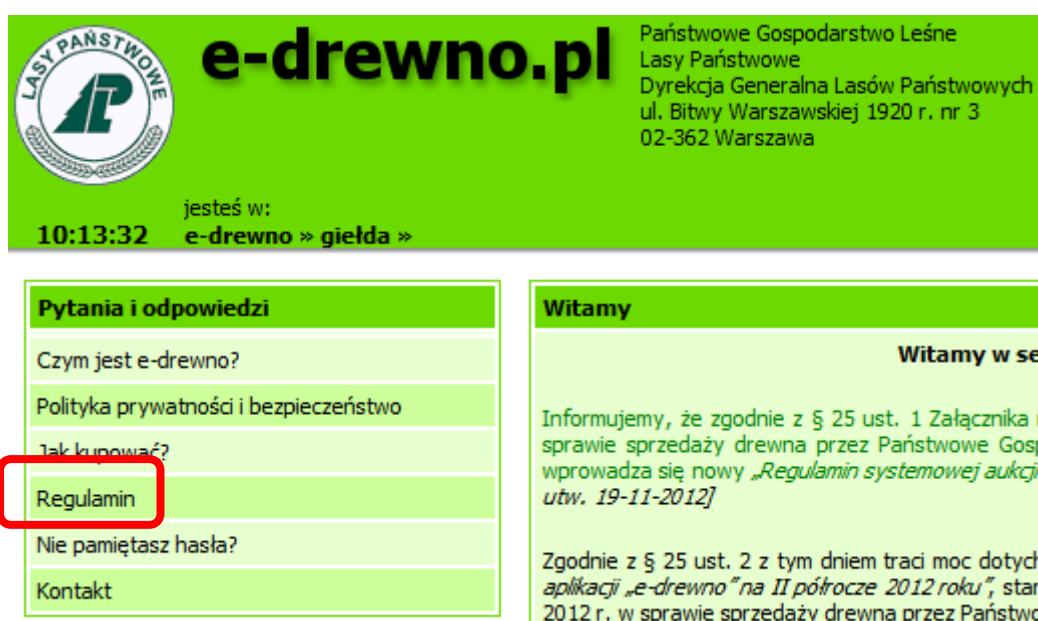 LASY PAŃSTWOWE
e-drewno.pl
Państwowe Gospodarstwo Leśne
Lasy Państwowe
Dyrekcja Generalna Lasów Państwowych
ul. Bitwy Warszawskiej 1920 r. nr 3
02-362 Warszawa
jesteś w:
10:13:32 e-drewno » giełda »
Pytania i odpowiedzi
Czym jest e-drewno?
Polityka prywatności i bezpieczeństwo
Jak kupować?
Regulamin
Nie pamiętasz hasła?
Kontakt
Witamy
Witamy w se
Informujemy, że zgodnie z § 25 ust. 1 Załącznika
sprawie sprzedaży drewna przez Państwowe Gosp
wprowadza się nowy „Regulamin systemowej aukcji
utw. 19-11-2012]
Zgodnie z § 25 ust. 2 z tym dniem traci moc dotych
aplikacji „e-drewno” na II półrocze 2012 roku”, stan
2012 r. w sprawie sprzedaży drewna przez Państwo